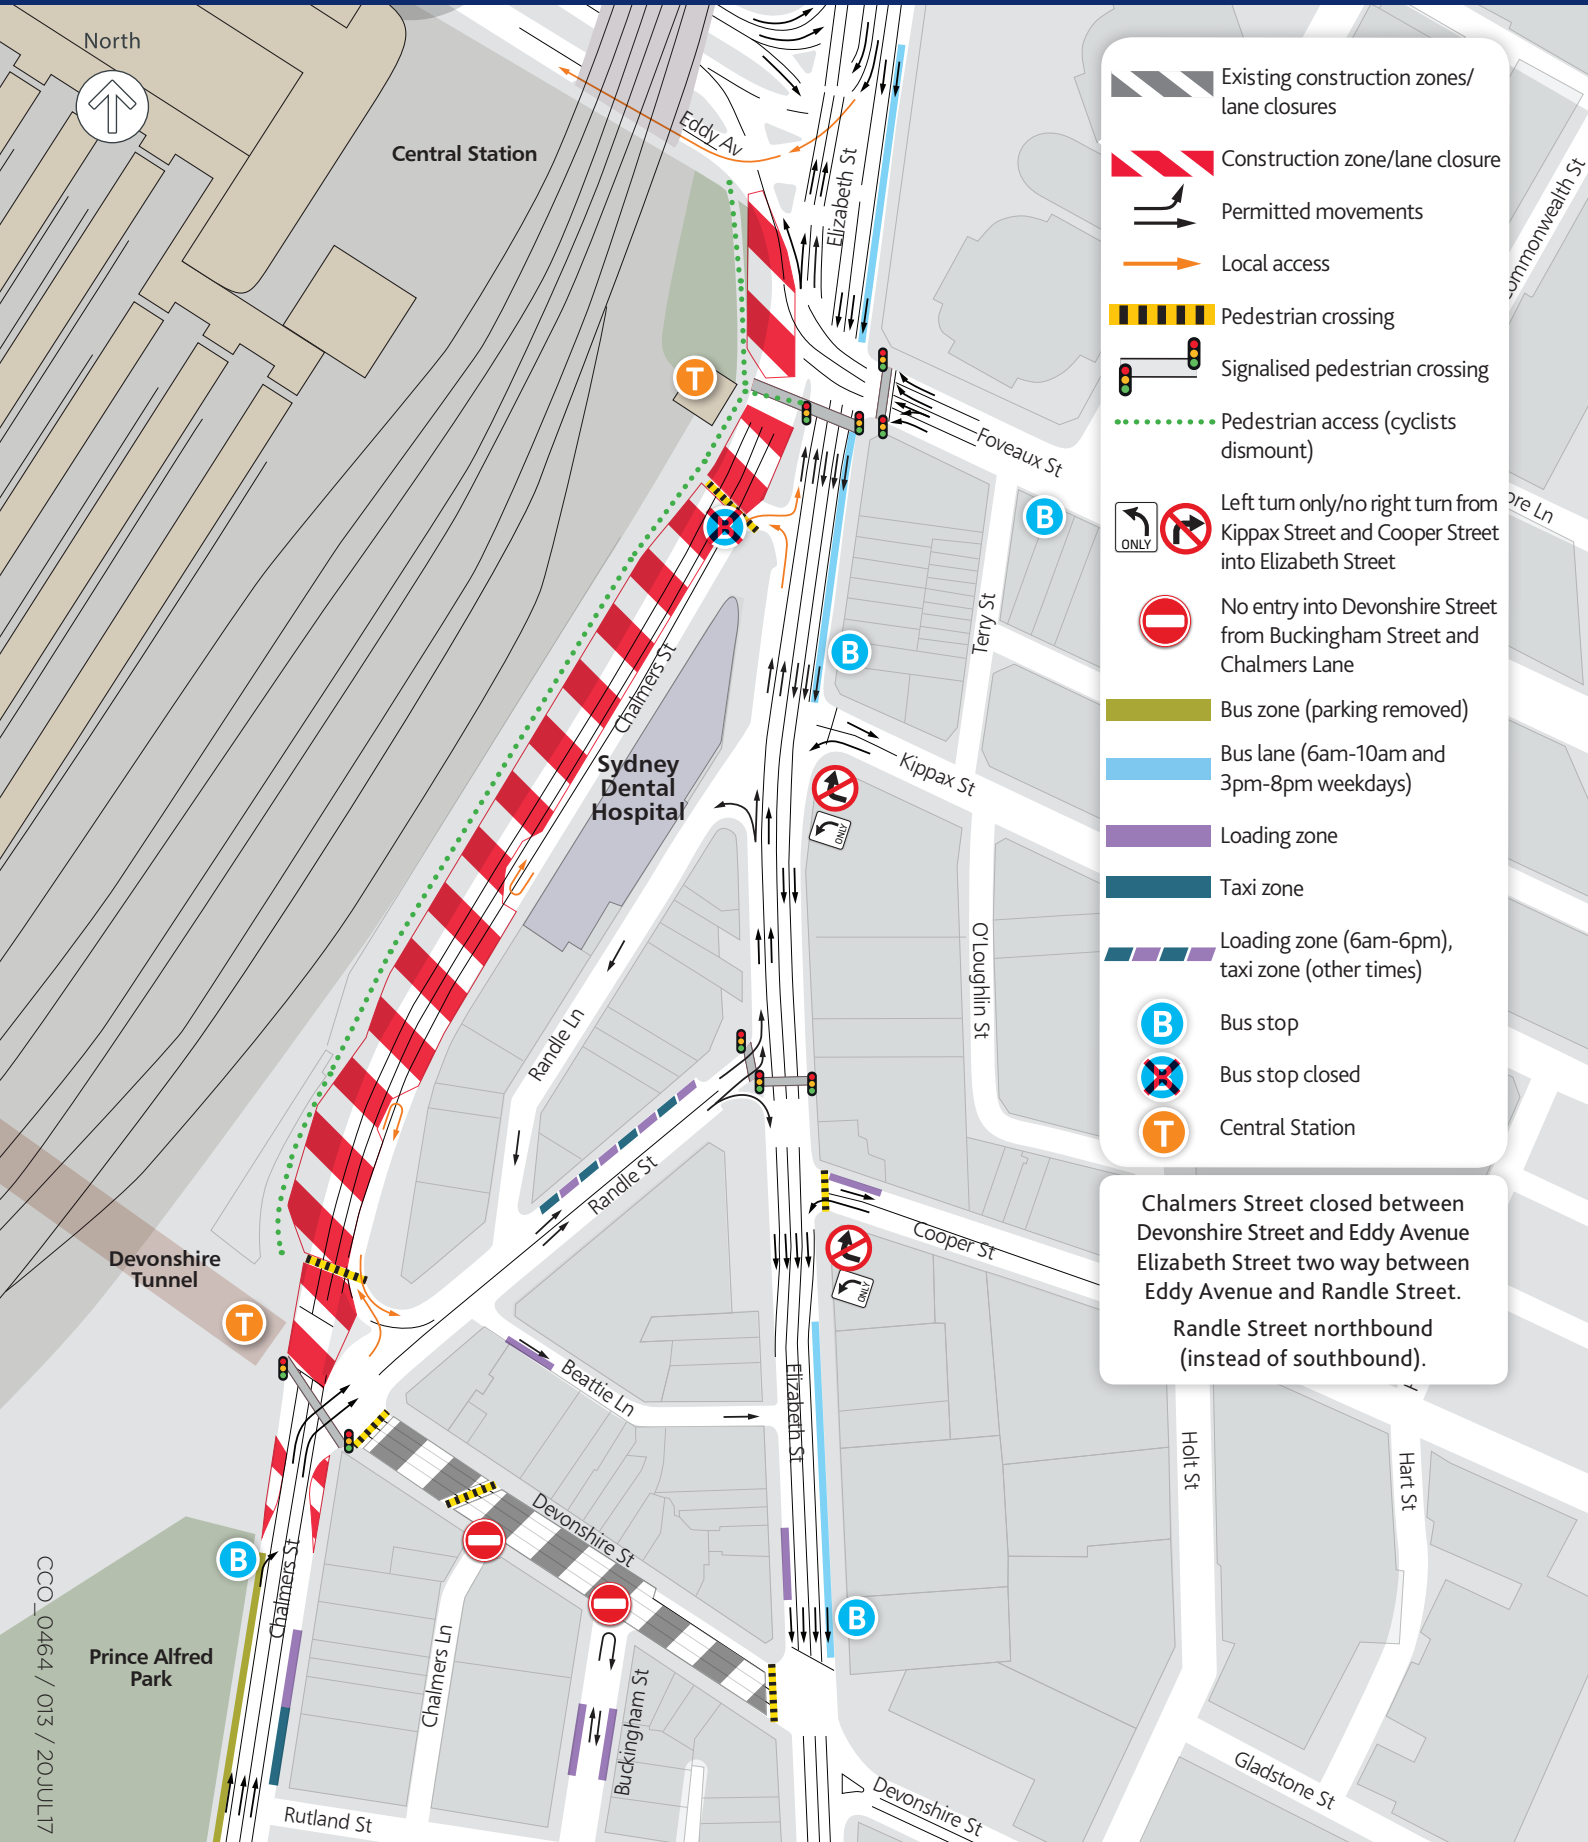 North
Central Station
Eddy Av
Elizabeth St
Commonwealth St
T
Foveaux St
B
Terry St
B
Chalmers St
Sydney
Dental
Hospital
Kippax St
ONLY
O'Loughlin St
Randle Ln
Randle St
Cooper St
ONLY
Devonshire
Tunnel
T
Beattie Ln
Elizabeth St
Devonshire St
Holt St
Hart St
B
Chalmers St
B
Prince Alfred
Park
Chalmers Ln
Buckingham St
Rutland St
Devonshire St
Gladstone St
CCO_0464 / 013 / 20JUL17
Existing construction zones/
lane closures
Construction zone/lane closure
Permitted movements
Local access
Pedestrian crossing
Signalised pedestrian crossing
Pedestrian access (cyclists
dismount)
ONLY
Left turn only/no right turn from
Kippax Street and Cooper Street
into Elizabeth Street
No entry into Devonshire Street
from Buckingham Street and
Chalmers Lane
Bus zone (parking removed)
Bus lane (6am-10am and
3pm-8pm weekdays)
Loading zone
Taxi zone
Loading zone (6am-6pm),
taxi zone (other times)
B
Bus stop
Bus stop closed
T
Central Station
Chalmers Street closed between
Devonshire Street and Eddy Avenue
Elizabeth Street two way between
Eddy Avenue and Randle Street.
Randle Street northbound
(instead of southbound).